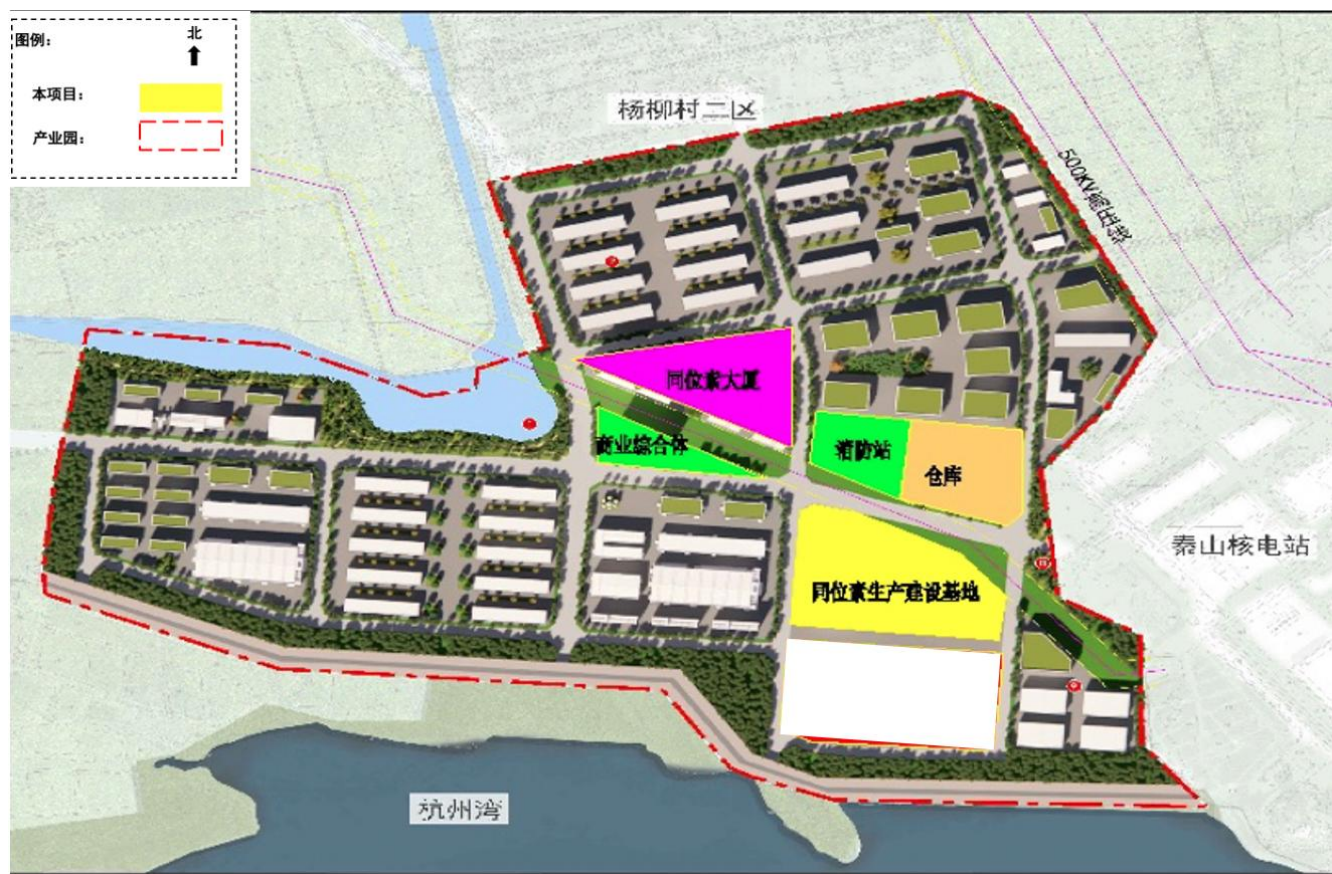 图例:
北
本项目:
产业园:
杨柳村二区
500KV输出线
同位素大厦
商业综合体
消防站
仓库
秦山核电站
同位素生产建设基地
杭州湾